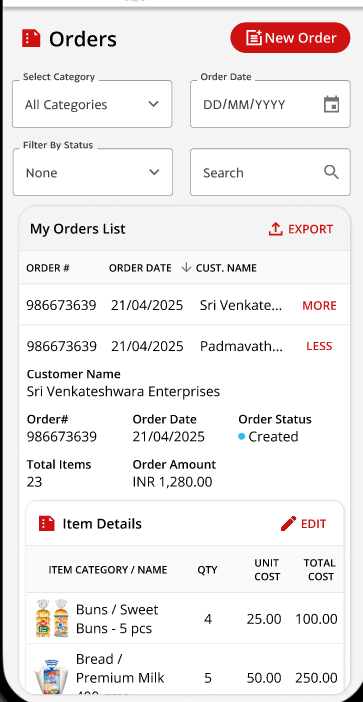 Orders
New Order
Select Category
All Categories
Order Date
DD/MM/YYYY
Filter By Status
None
Search
My Orders List
EXPORT
ORDER #
ORDER DATE
CUST. NAME
986673639
21/04/2025
Sri Venkate...
MORE
986673639
21/04/2025
Padmavath...
LESS
Customer Name
Sri Venkateshwara Enterprises
Order#
Order Date
Order Status
986673639
21/04/2025
Created
Total Items
Order Amount
23
INR 1,280.00
Item Details
EDIT
ITEM CATEGORY / NAME
QTY
UNIT
COST
TOTAL
COST
Buns / Sweet
Buns - 5 pcs
4
25.00
100.00
Bread /
Premium Milk
5
50.00
250.00